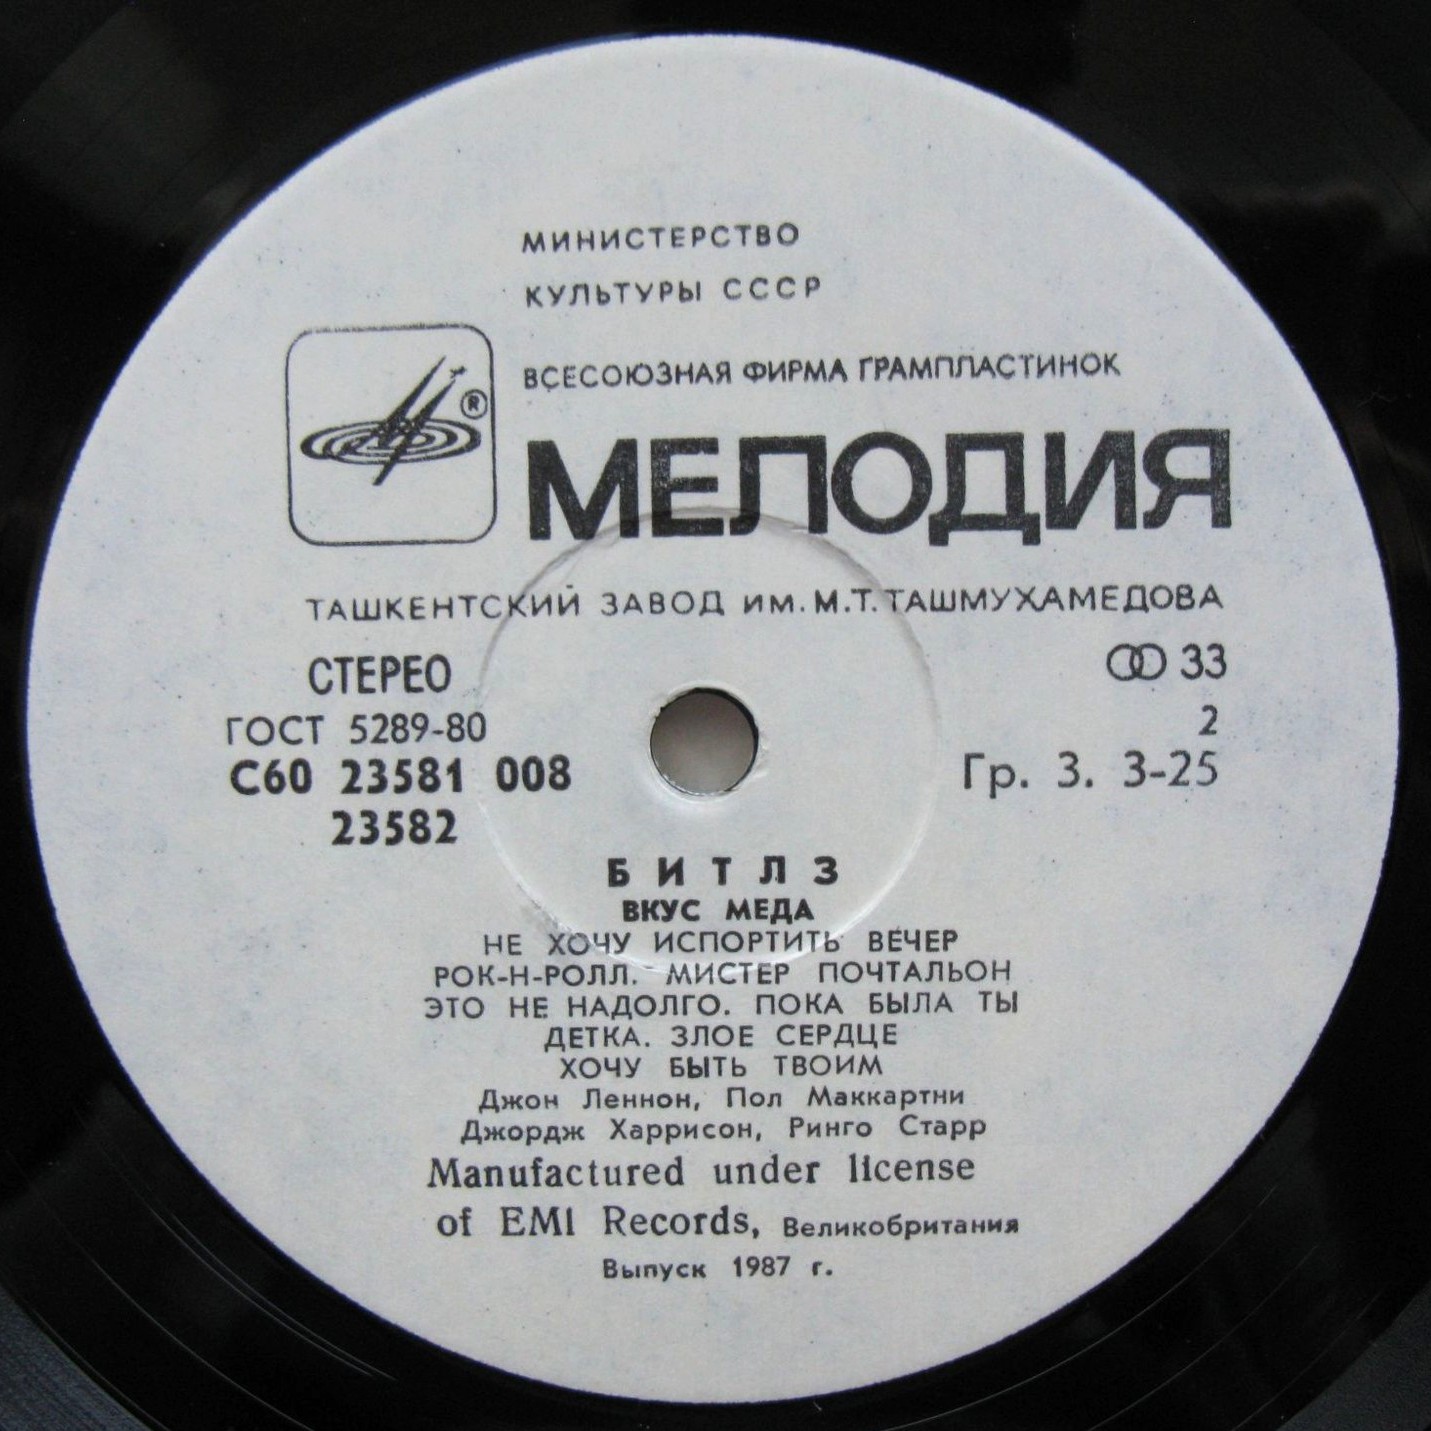 МИНИСТЕРСТВО
КУЛЬТУРЫ СССР
ВСЕСОЮЗНАЯ ФИРМА ГРАМПЛАСТИНОК
®
МЕЛОДИЯ
ТАШКЕНТСКИЙ ЗАВОД ИМ. М.Т. ТАШМУХАМЕДОВА
СТЕРЕО 33
ГОСТ 5289-80 2
С60 23581 008 Гр. 3. 3-25
23582
БИТЛЗ
ВКУС МЕДА
НЕ ХОЧУ ИСПОРТИТЬ ВЕЧЕР
РОК-Н-РОЛЛ. МИСТЕР ПОЧТАЛЬОН
ЭТО НЕ НАДОЛГО. ПОКА БЫЛА ТЫ
ДЕТКА. ЗЛОЕ СЕРДЦЕ
ХОЧУ БЫТЬ ТВОИМ
Джон Леннон, Пол Маккартни
Джордж Харрисон, Ринго Старр
Manufactured under license
of EMI Records, Великобритания
Выпуск 1987 г.